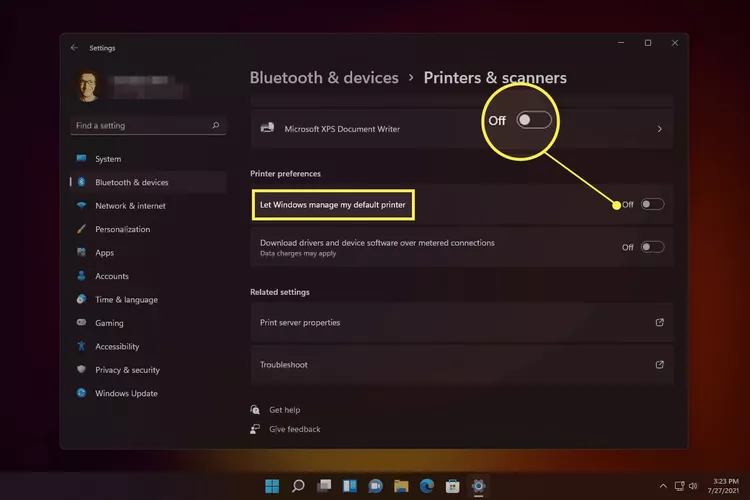 Settings
Bluetooth & devices › Printers & scanners
Find a setting
Microsoft XPS Document Writer
Off
System
Bluetooth & devices
Network & internet
Personalization
Apps
Accounts
Time & language
Gaming
Accessibility
Privacy & security
Windows Update
Printer preferences
Let Windows manage my default printer
Off
Download drivers and device software over metered connections
Data charges may apply
Off
Related settings
Print server properties
Troubleshoot
Get help
Give feedback
3:23 PM
7/27/2021